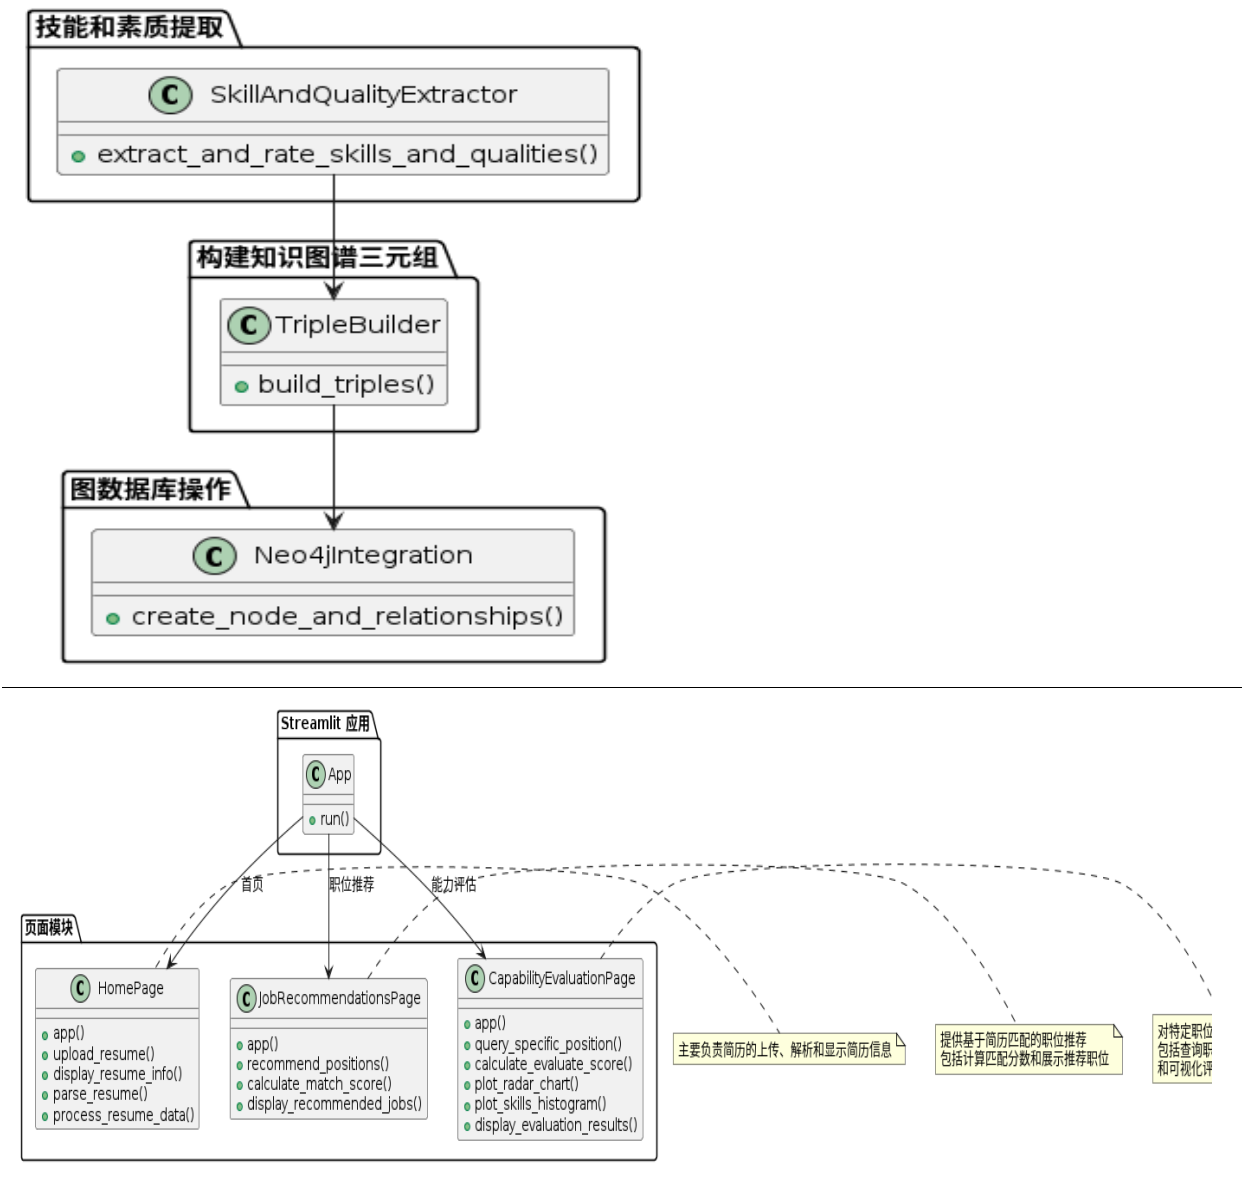 技能和素质提取
C SkillAndQualityExtractor
extract_and_rate_skills_and_qualities()
构建知识图谱三元组
C TripleBuilder
build_triples()
图数据库操作
C Neo4jIntegration
create_node_and_relationships()
Streamlit 应用
C App
run()
首页
职位推荐
能力评估
页面模块
C HomePage
app()
upload_resume()
display_resume_info()
parse_resume()
process_resume_data()
C JobRecommendationsPage
app()
recommend_positions()
calculate_match_score()
display_recommended_jobs()
C CapabilityEvaluationPage
app()
query_specific_position()
calculate_evaluate_score()
plot_radar_chart()
plot_skills_histogram()
display_evaluation_results()
主要负责简历的上传、解析和显示简历信息
提供基于简历匹配的职位推荐
包括计算匹配分数和展示推荐职位
对特定职位
包括查询
和可视化